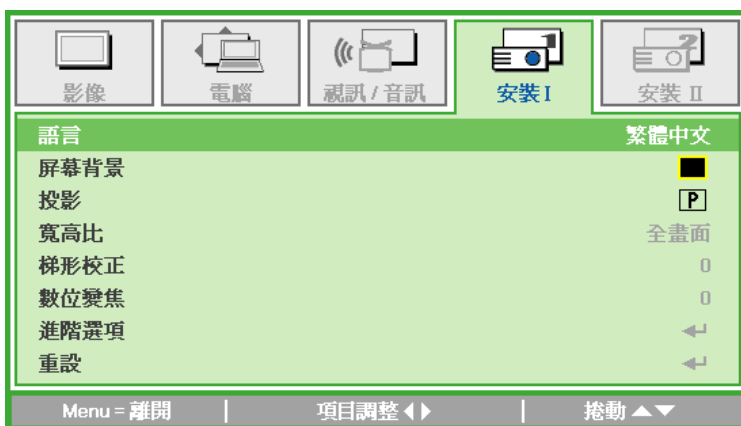 影像 電腦 視訊 / 音訊 安裝 I 安裝 II
語言 繁體中文
屏幕背景
投影 P
寬高比 全畫面
梯形校正 0
數位變焦 0
進階選項
重設
Menu = 離開 項目調整 捲動